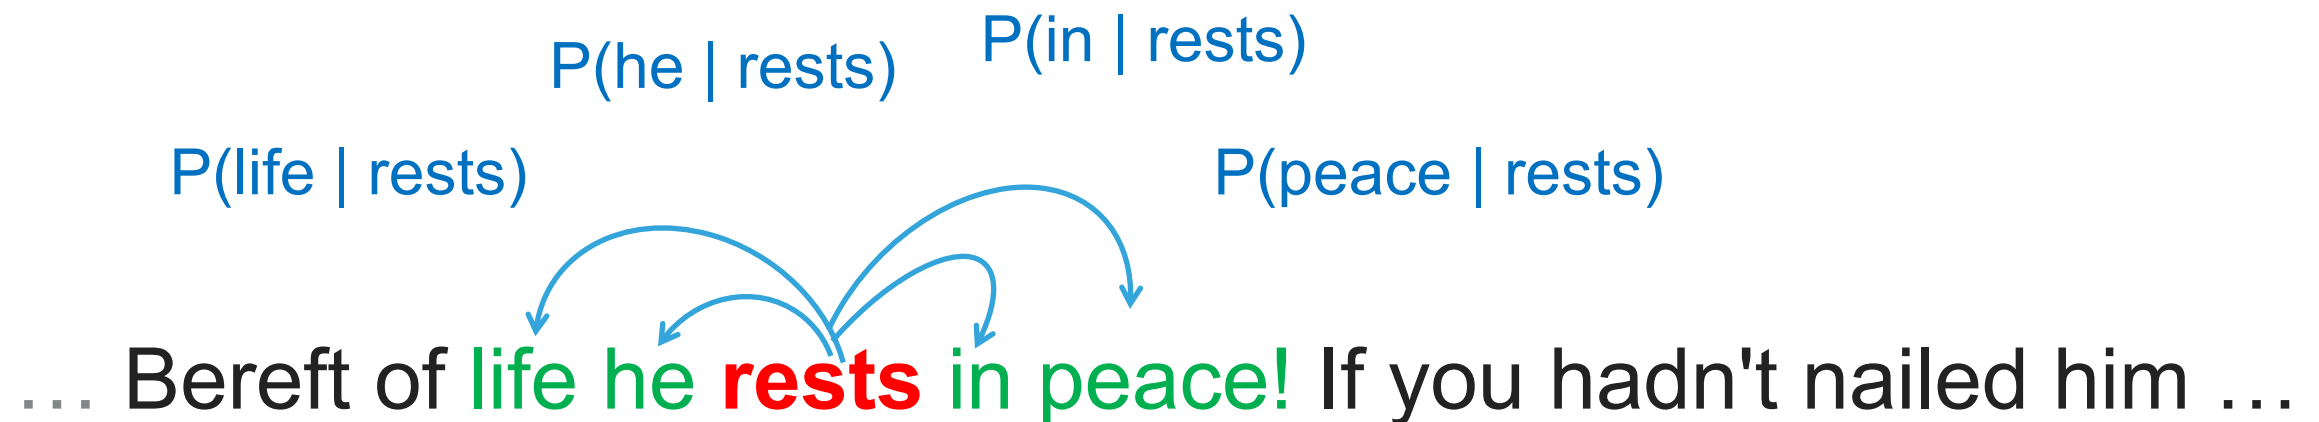 P(in | rests)
P(he | rests)
P(life | rests)
P(peace | rests)
… Bereft of life he rests in peace! If you hadn't nailed him …